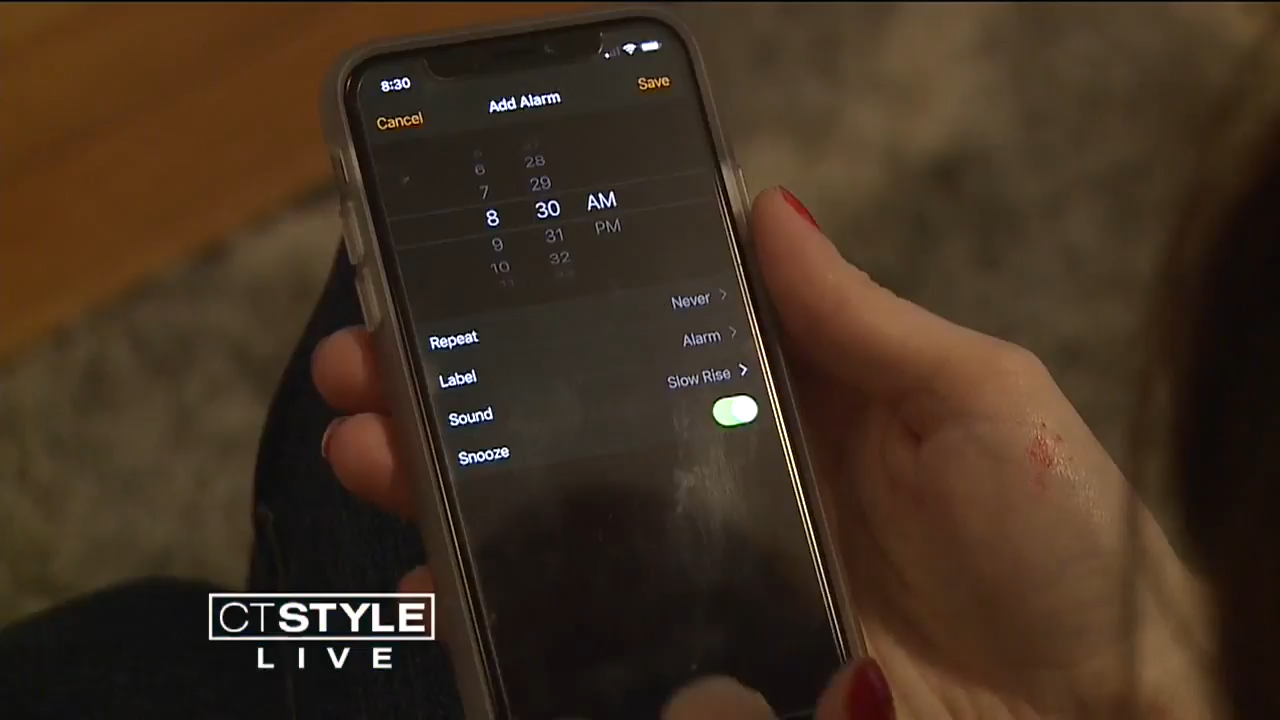 8:30
Cancel Add Alarm Save
6 28
7 29
8 30 AM
9 31 PM
10 32
Repeat Never
Label Alarm
Sound Slow Rise
Snooze
CTSTYLE
LIVE